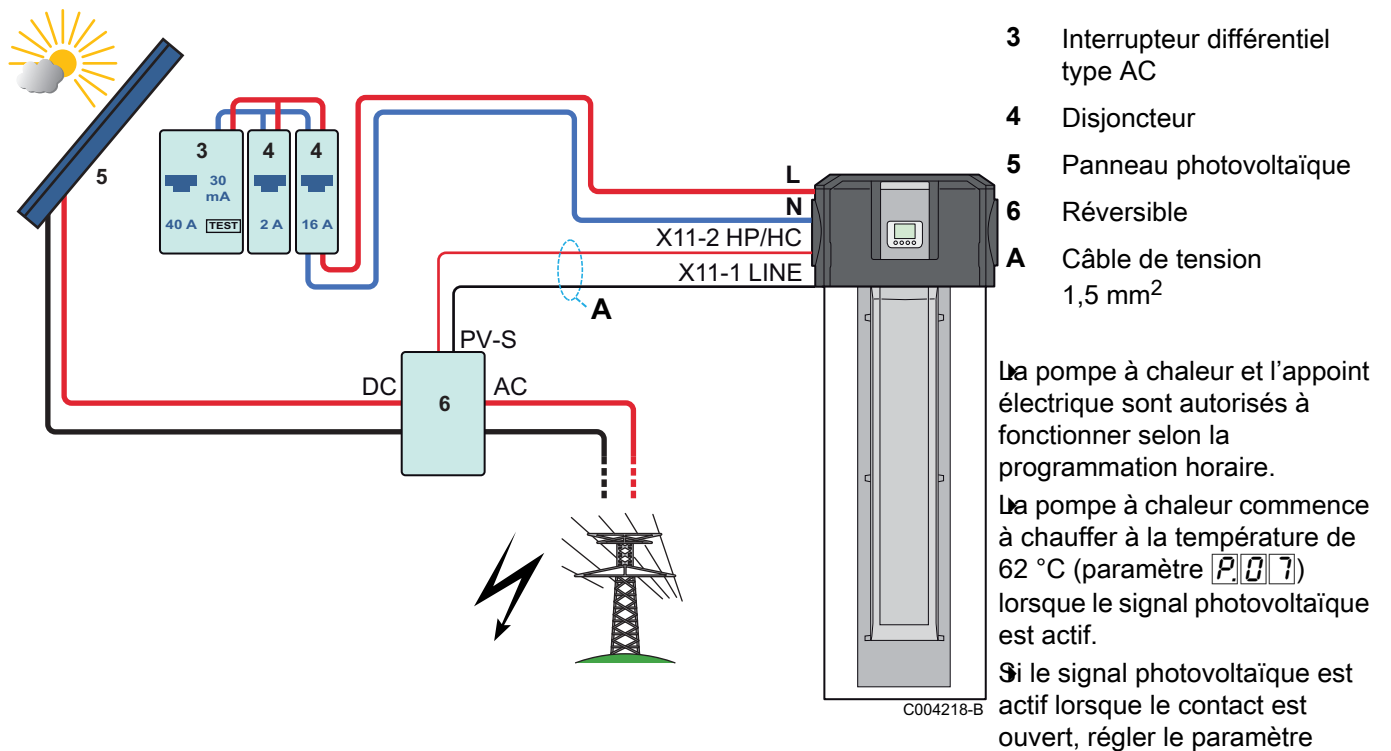 3 Interrupteur différentiel
type AC
4 Disjoncteur
5 Panneau photovoltaïque
6 Réversible
A Câble de tension
1,5 mm2
La pompe à chaleur et l’appoint
électrique sont autorisés à
fonctionner selon la
programmation horaire.
La pompe à chaleur commence
à chauffer à la température de
62 °C (paramètre P.07)
lorsque le signal photovoltaïque
est actif.
Si le signal photovoltaïque est
actif lorsque le contact est
ouvert, régler le paramètre
5
3
30
mA
40 A TEST
4
2 A
4
16 A
L
N
X11-2 HP/HC
X11-1 LINE
A
PV-S
DC
6
AC
C004218-B